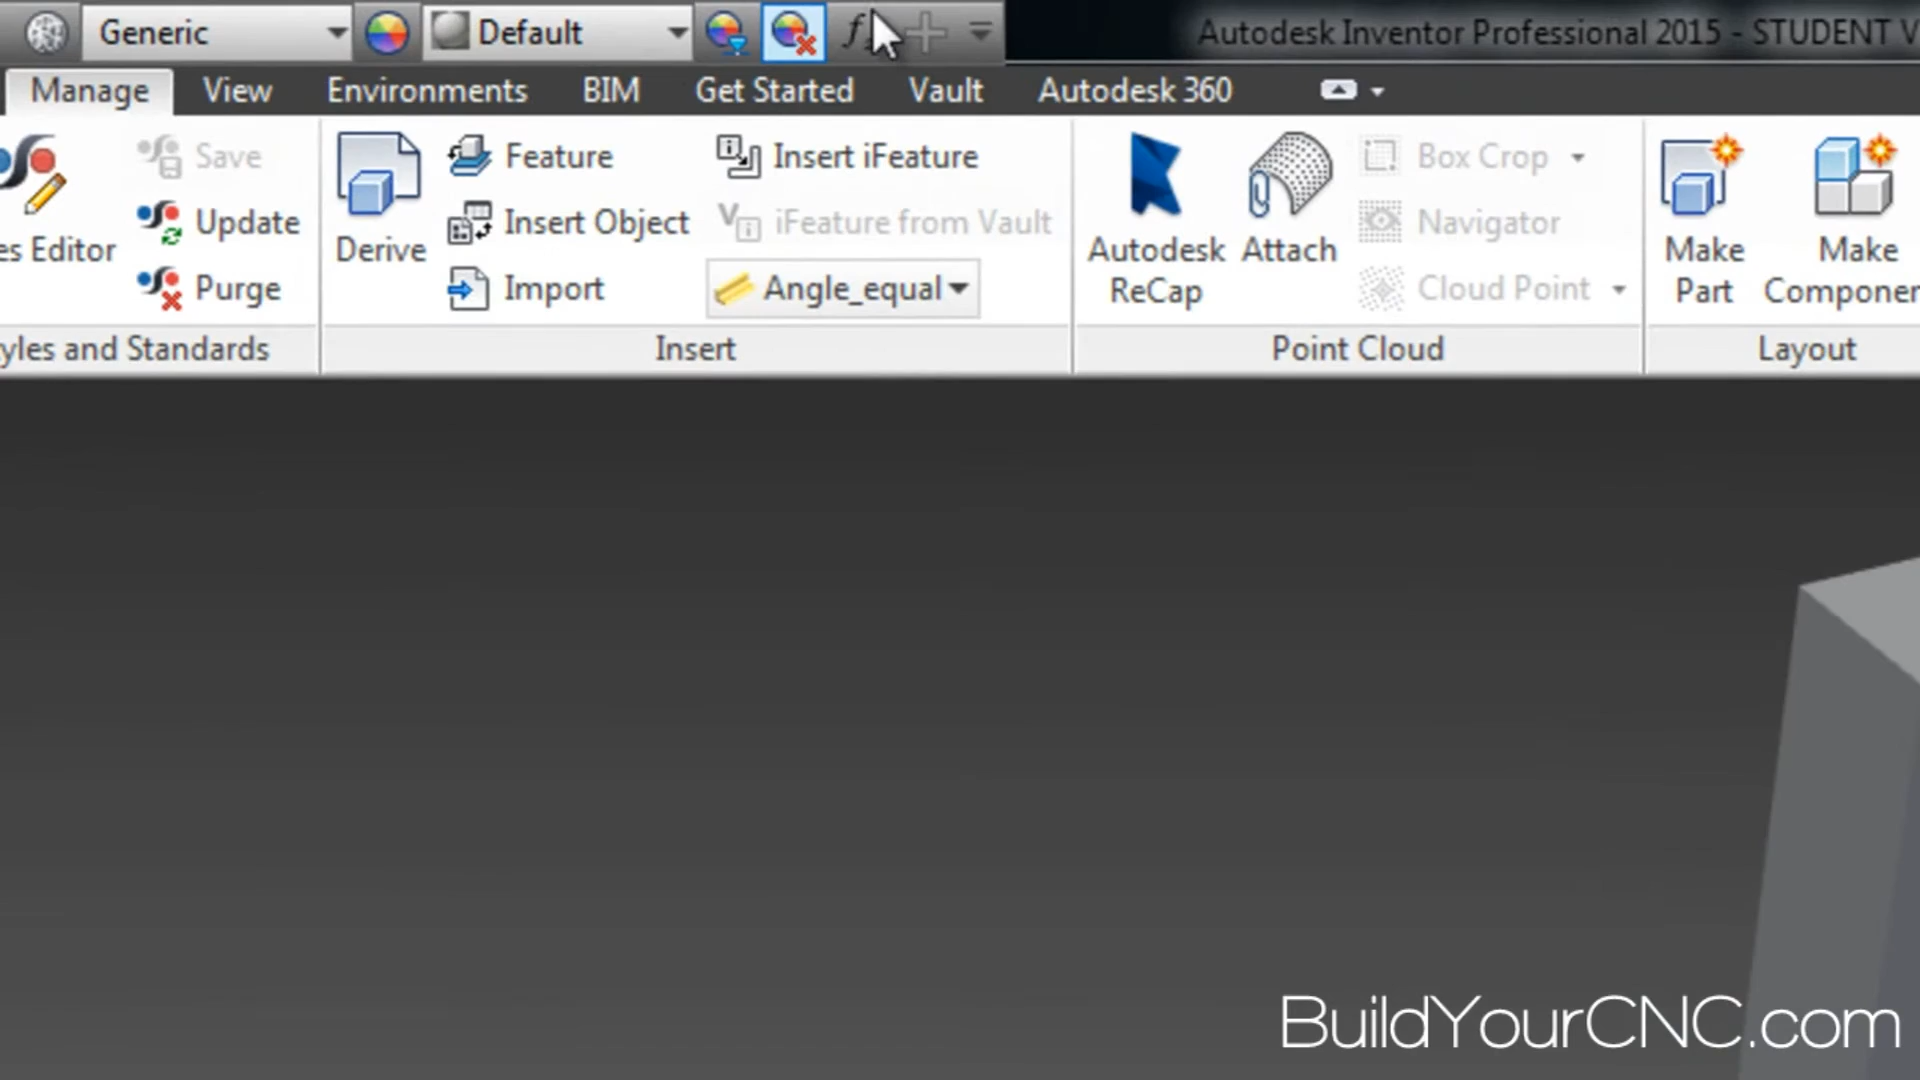 Generic Default Autodesk Inventor Professional 2015 - STUDENT V
Manage View Environments BIM Get Started Vault Autodesk 360
Save Feature Insert iFeature Box Crop
es Editor Update Derive Insert Object iFeature from Vault Autodesk ReCap Attach Navigator Make Part Make Componen
Purge Import Angle_equal Cloud Point
yles and Standards Insert Point Cloud Layout
BuildYourCNC.com